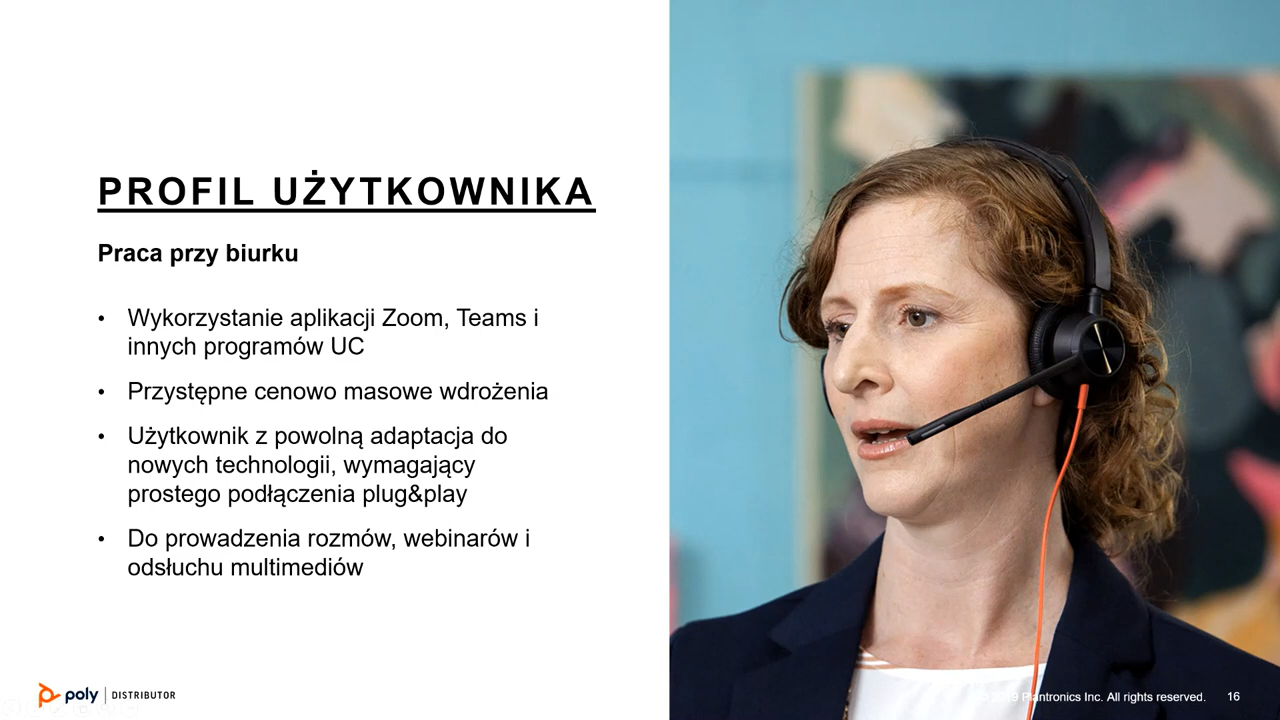 PROFIL UŻYTKOWNIKA
Praca przy biurku
• Wykorzystanie aplikacji Zoom, Teams i
innych programów UC
• Przystępne cenowo masowe wdrożenia
• Użytkownik z powolną adaptacja do
nowych technologii, wymagający
prostego podłączenia plug&play
• Do prowadzenia rozmów, webinarów i
odsłuchu multimediów
poly | DISTRIBUTOR
Plantronics Inc. All rights reserved. 16